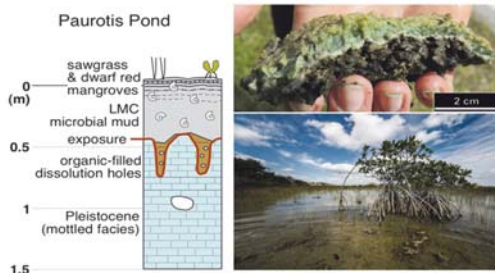 Paurotis Pond
sawgrass
& dwarf red
mangroves
0
(m)
LMC
microbial mud
exposure
0.5
organic-filled
dissolution holes
1
Pleistocene
(mottled facies)
1.5
2 cm